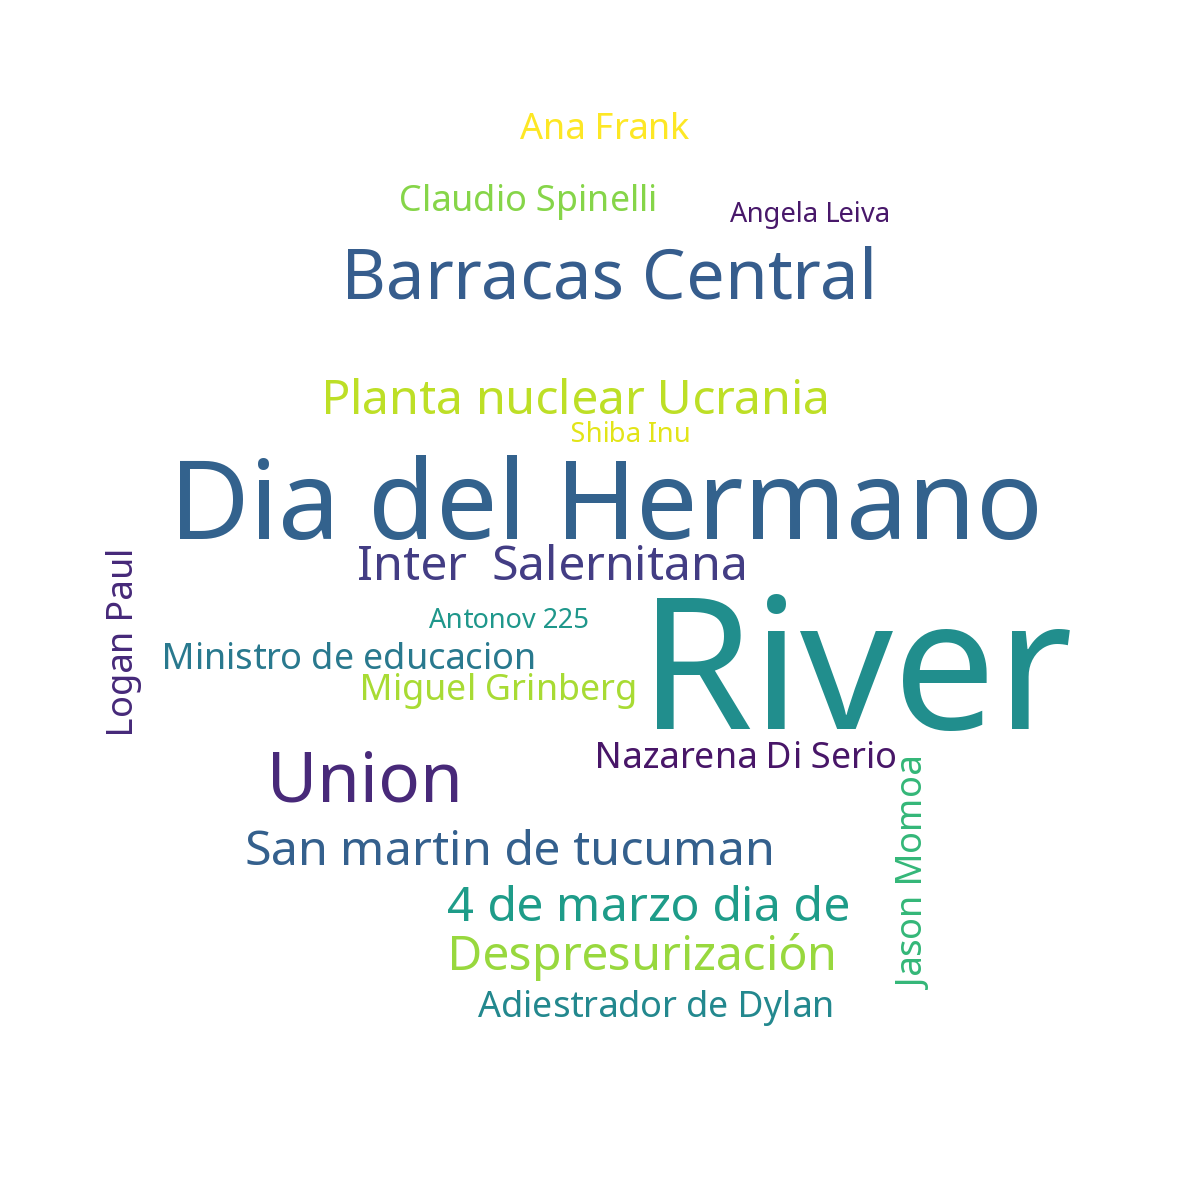 Ana Frank
Claudio Spinelli
Angela Leiva
Barracas Central
Planta nuclear Ucrania
Shiba Inu
Dia del Hermano
Inter  Salernitana
Logan Paul
River
Antonov 225
Ministro de educacion
Miguel Grinberg
Nazarena Di Serio
Union
Jason Momoa
San martin de tucuman
4 de marzo dia de
Despresurización
Adiestrador de Dylan